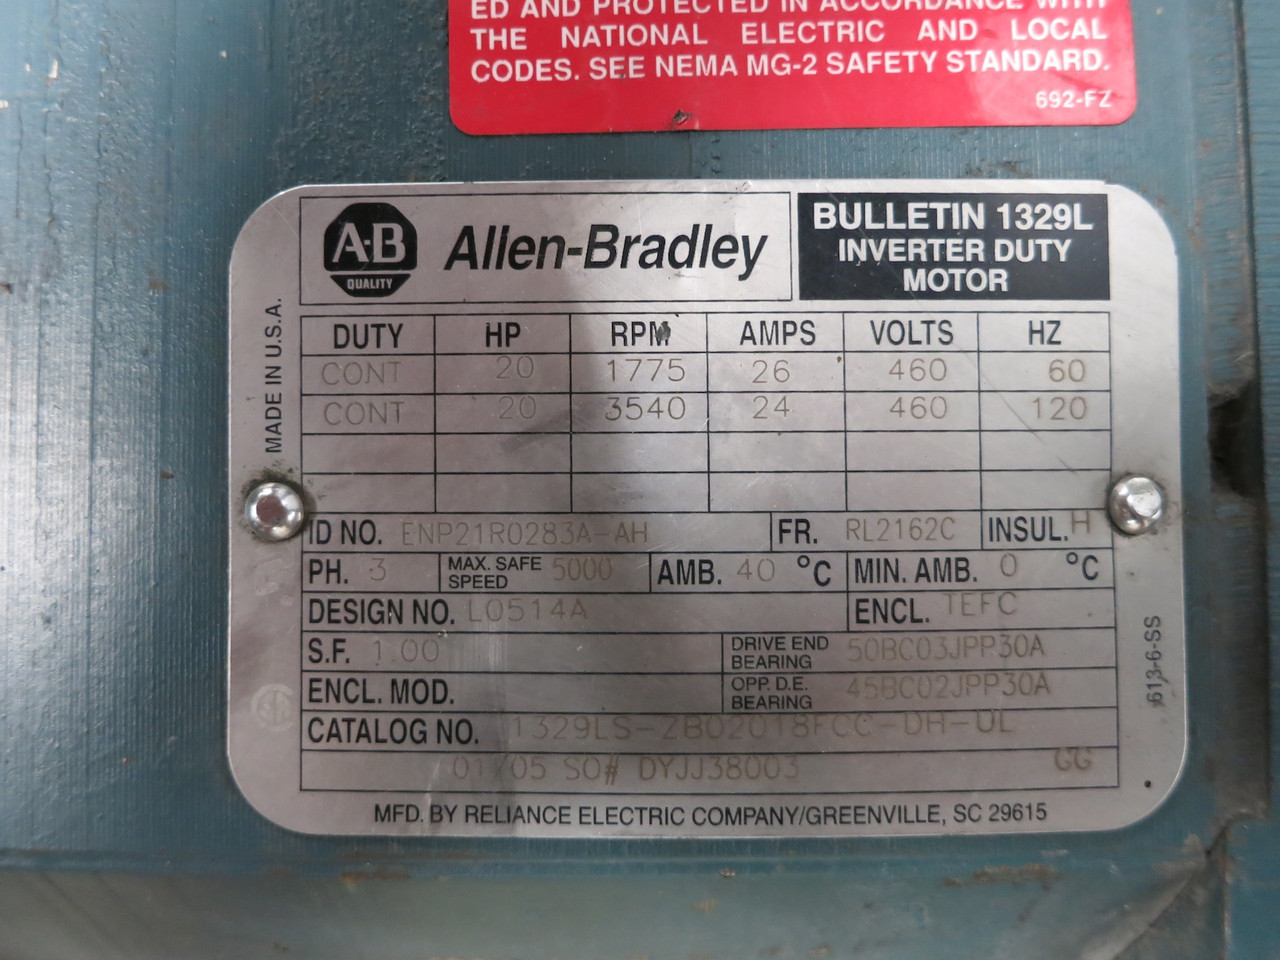 ED AND PROTECTED IN ACCORDANCE WITH
THE NATIONAL ELECTRIC AND LOCAL
CODES. SEE NEMA MG-2 SAFETY STANDARD.
692-FZ
A-B
QUALITY
Allen-Bradley
BULLETIN 1329L
INVERTER DUTY
MOTOR
MADE IN U.S.A.
DUTY HP RPM AMPS VOLTS HZ
CONT 20 1775 26 460 60
CONT 20 3540 24 460 120
ID NO. ENP21R0283A-AH FR. RL2162C INSUL. H
PH. 3 MAX. SAFE SPEED 5000 AMB. 40 °C MIN. AMB. 0 °C
DESIGN NO. L0514A ENCL. TEFC
S.F. 1.00 DRIVE END BEARING 50BC03JPP30A
ENCL. MOD. OPP. D.E. BEARING 45BC02JPP30A
CATALOG NO. 1329LS-ZB02018FCC-DH-UL
SO# DYJJ38003 GG
MFD. BY RELIANCE ELECTRIC COMPANY/GREENVILLE, SC 29615
613-6-SS